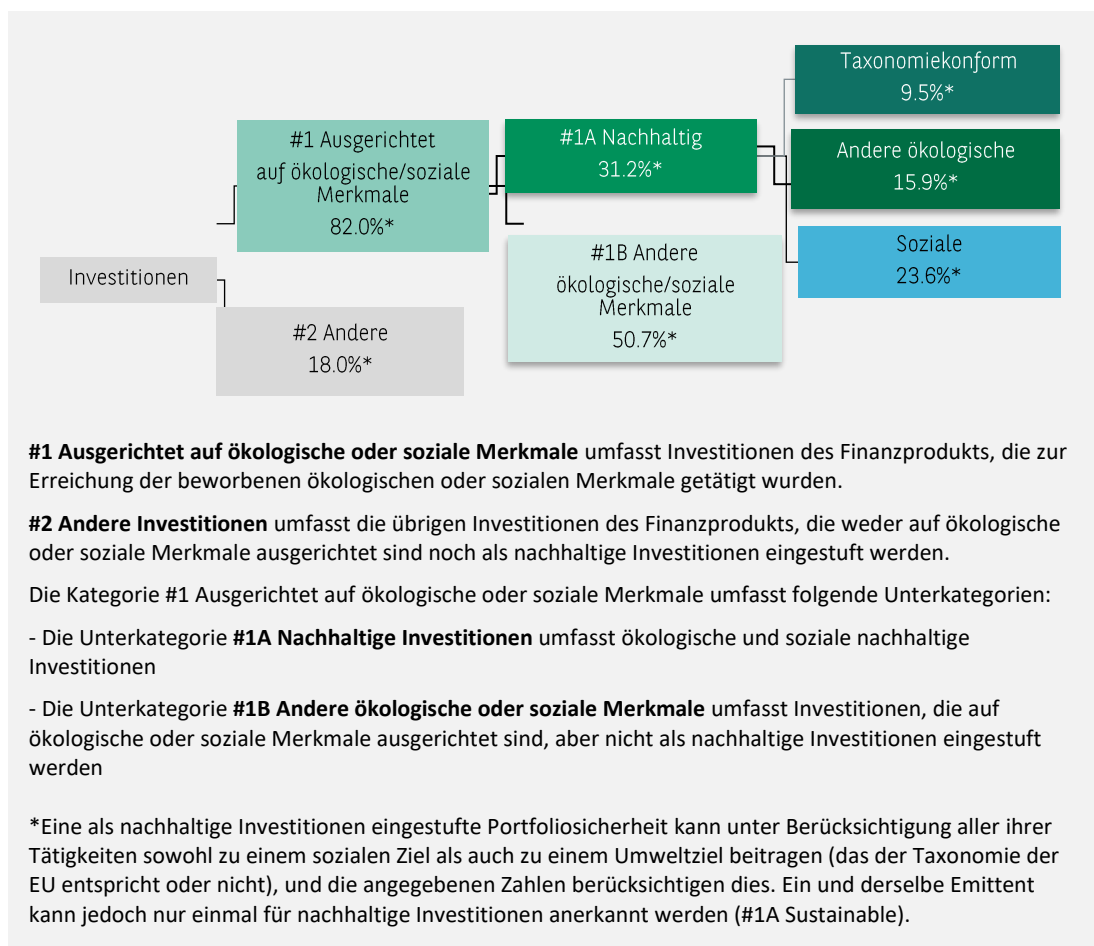 Taxonomiekonform
9.5%*
#1 Ausgerichtet
auf ökologische/soziale
Merkmale
82.0%*
#1A Nachhaltig
31.2%*
Andere ökologische
15.9%*
#1B Andere
ökologische/soziale
Merkmale
50.7%*
Soziale
23.6%*
Investitionen
#2 Andere
18.0%*
#1 Ausgerichtet auf ökologische oder soziale Merkmale umfasst Investitionen des Finanzprodukts, die zur
Erreichung der beworbenen ökologischen oder sozialen Merkmale getätigt wurden.
#2 Andere Investitionen umfasst die übrigen Investitionen des Finanzprodukts, die weder auf ökologische
oder soziale Merkmale ausgerichtet sind noch als nachhaltige Investitionen eingestuft werden.
Die Kategorie #1 Ausgerichtet auf ökologische oder soziale Merkmale umfasst folgende Unterkategorien:
- Die Unterkategorie #1A Nachhaltige Investitionen umfasst ökologische und soziale nachhaltige
Investitionen
- Die Unterkategorie #1B Andere ökologische oder soziale Merkmale umfasst Investitionen, die auf
ökologische oder soziale Merkmale ausgerichtet sind, aber nicht als nachhaltige Investitionen eingestuft
werden
*Eine als nachhaltige Investitionen eingestufte Portfoliosicherheit kann unter Berücksichtigung aller ihrer
Tätigkeiten sowohl zu einem sozialen Ziel als auch zu einem Umweltziel beitragen (das der Taxonomie der
EU entspricht oder nicht), und die angegebenen Zahlen berücksichtigen dies. Ein und derselbe Emittent
kann jedoch nur einmal für nachhaltige Investitionen anerkannt werden (#1A Sustainable).